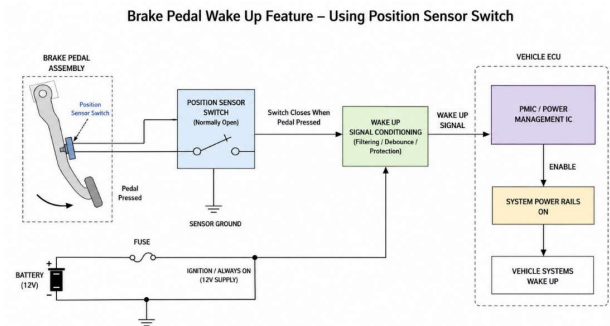 Brake Pedal Wake Up Feature – Using Position Sensor Switch
BRAKE PEDAL
ASSEMBLY
Position
Sensor Switch
Pedal
Pressed
POSITION SENSOR
SWITCH
(Normally Open)
SENSOR GROUND
Switch Closes When
Pedal Pressed
WAKE UP
SIGNAL CONDITIONING
(Filtering / Debounce /
Protection)
WAKE UP
SIGNAL
VEHICLE ECU
PMIC / POWER
MANAGEMENT IC
ENABLE
SYSTEM POWER RAILS
ON
VEHICLE SYSTEMS
WAKE UP
BATTERY
(12V)
+
–
FUSE
IGNITION / ALWAYS ON
(12V SUPPLY)